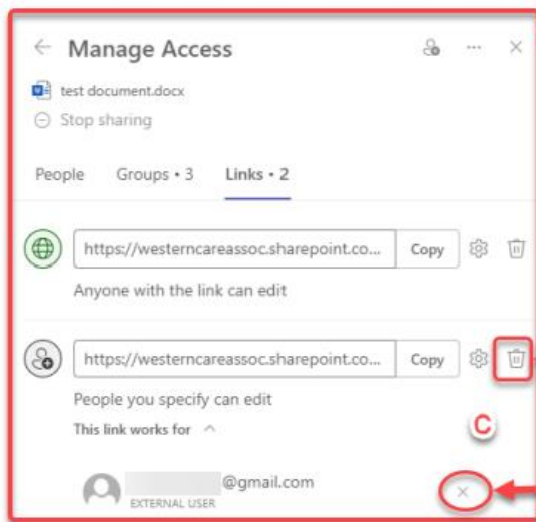 Manage Access
test document.docx
Stop sharing
People Groups • 3 Links • 2
https://westerncareassoc.sharepoint.co... Copy
Anyone with the link can edit
https://westerncareassoc.sharepoint.co... Copy
People you specify can edit
This link works for
C
@gmail.com
EXTERNAL USER